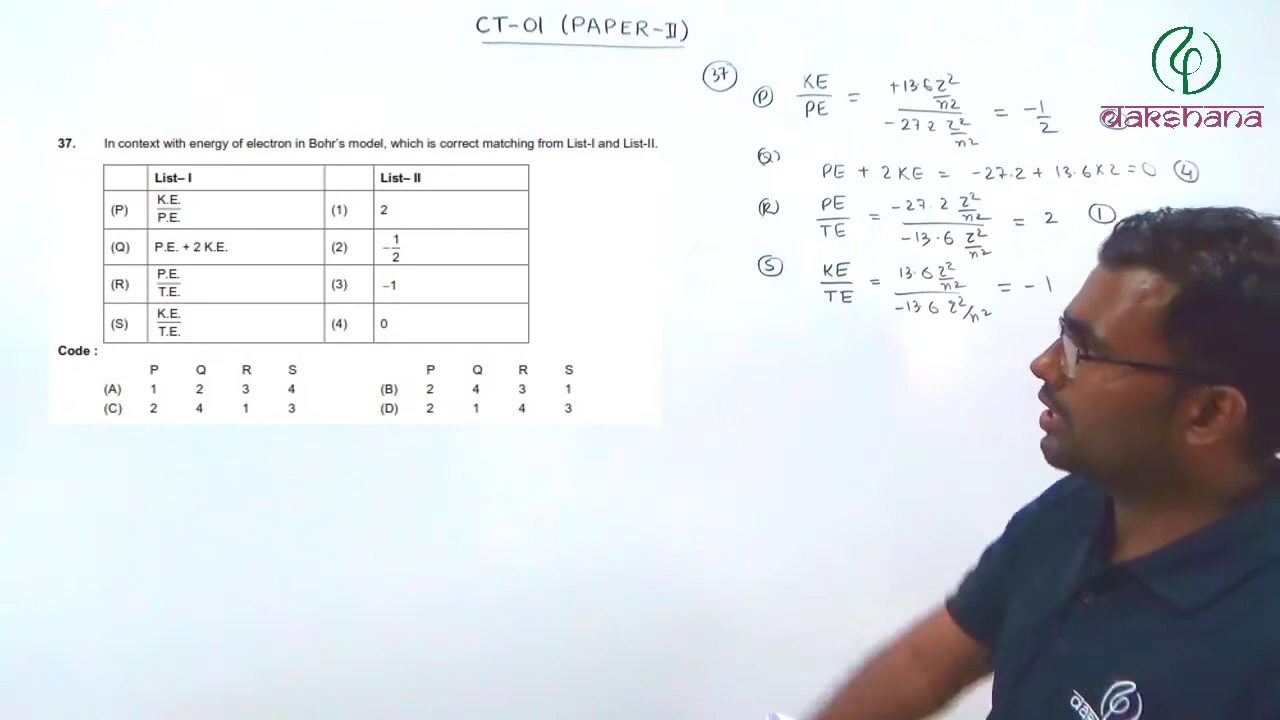 CT-01 (PAPER-II)
37. In context with energy of electron in Bohr's model, which is correct matching from List-I and List-II.
List– I List– II
(P) K.E. / P.E. (1) 2
(Q) P.E. + 2 K.E. (2) –1/2
(R) P.E. / T.E. (3) –1
(S) K.E. / T.E. (4) 0
Code :
P Q R S P Q R S
(A) 1 2 3 4 (B) 2 4 3 1
(C) 2 4 1 3 (D) 2 1 4 3
37
(P) KE/PE = +13.6 Z²/n² / -27.2 Z²/n² = -1/2
(Q)
PE + 2KE = -27.2 + 13.6 × 2 = 0 (4)
(R) PE/TE = -27.2 Z²/n² / -13.6 Z²/n² = 2 (1)
(S) KE/TE = 13.6 Z²/n² / -13.6 Z²/n² = -1
dakshana